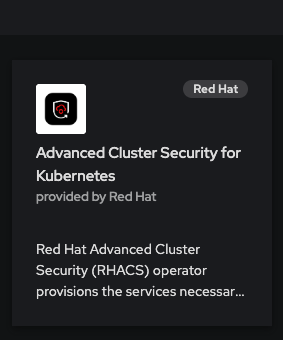 Red Hat
Advanced Cluster Security for
Kubernetes
provided by Red Hat
Red Hat Advanced Cluster
Security (RHACS) operator
provisions the services necessar...